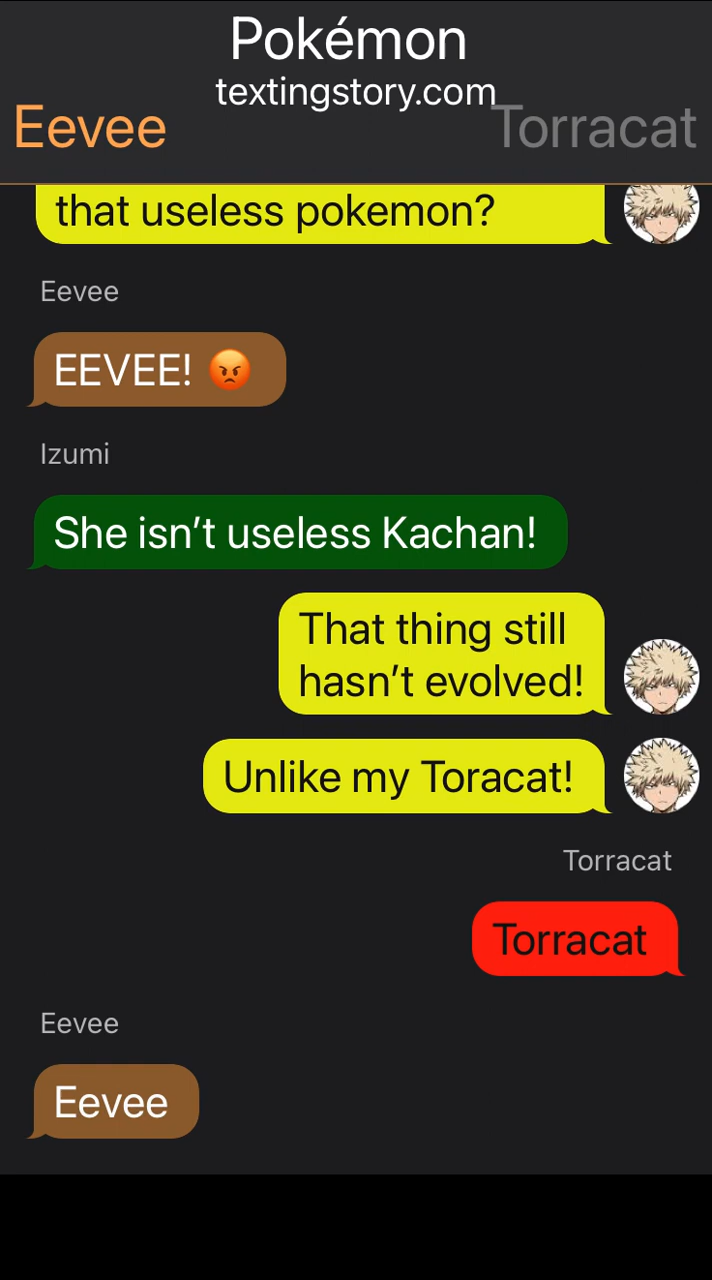 Pokémon
textingstory.com
Eevee
Torracat
that useless pokemon?
Eevee
EEVEE! 😡
Izumi
She isn’t useless Kachan!
That thing still
hasn’t evolved!
Unlike my Toracat!
Torracat
Torracat
Eevee
Eevee